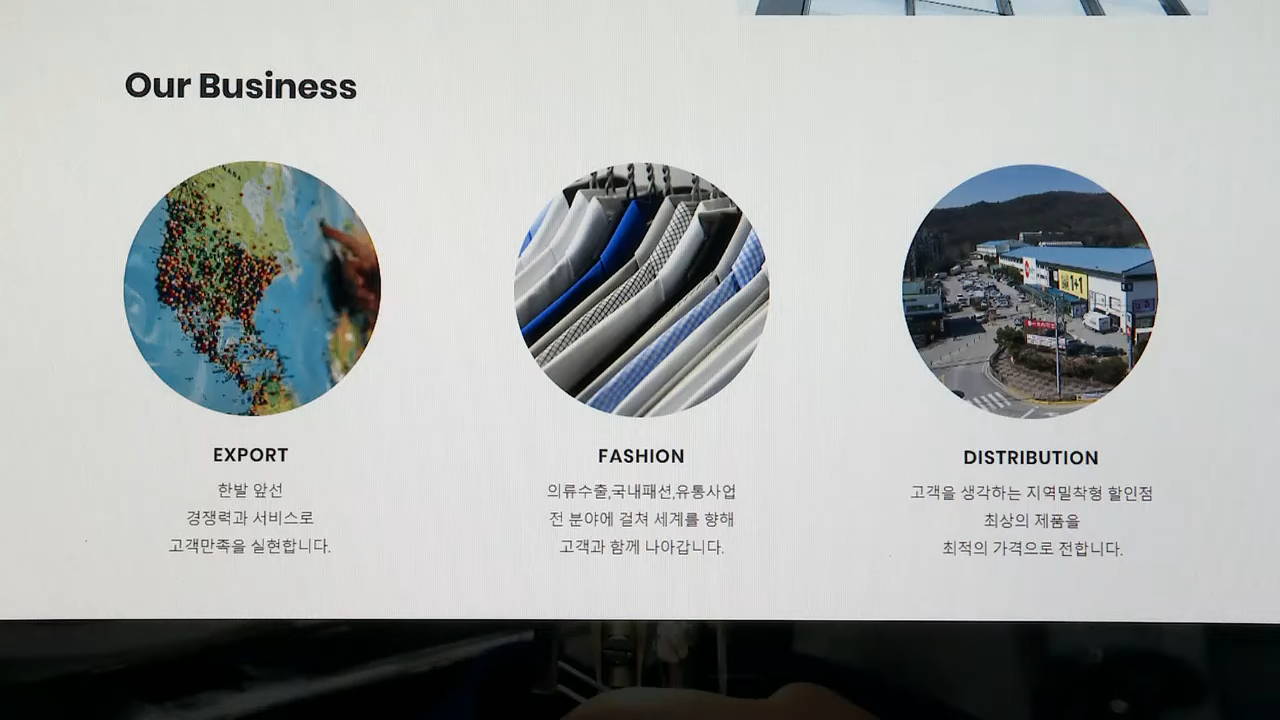 Our Business
EXPORT
한발 앞선
경쟁력과 서비스로
고객만족을 실현합니다.
FASHION
의류수출,국내패션,유통사업
전 분야에 걸쳐 세계를 향해
고객과 함께 나아갑니다.
1+1
DISTRIBUTION
고객을 생각하는 지역밀착형 할인점
최상의 제품을
최적의 가격으로 전합니다.